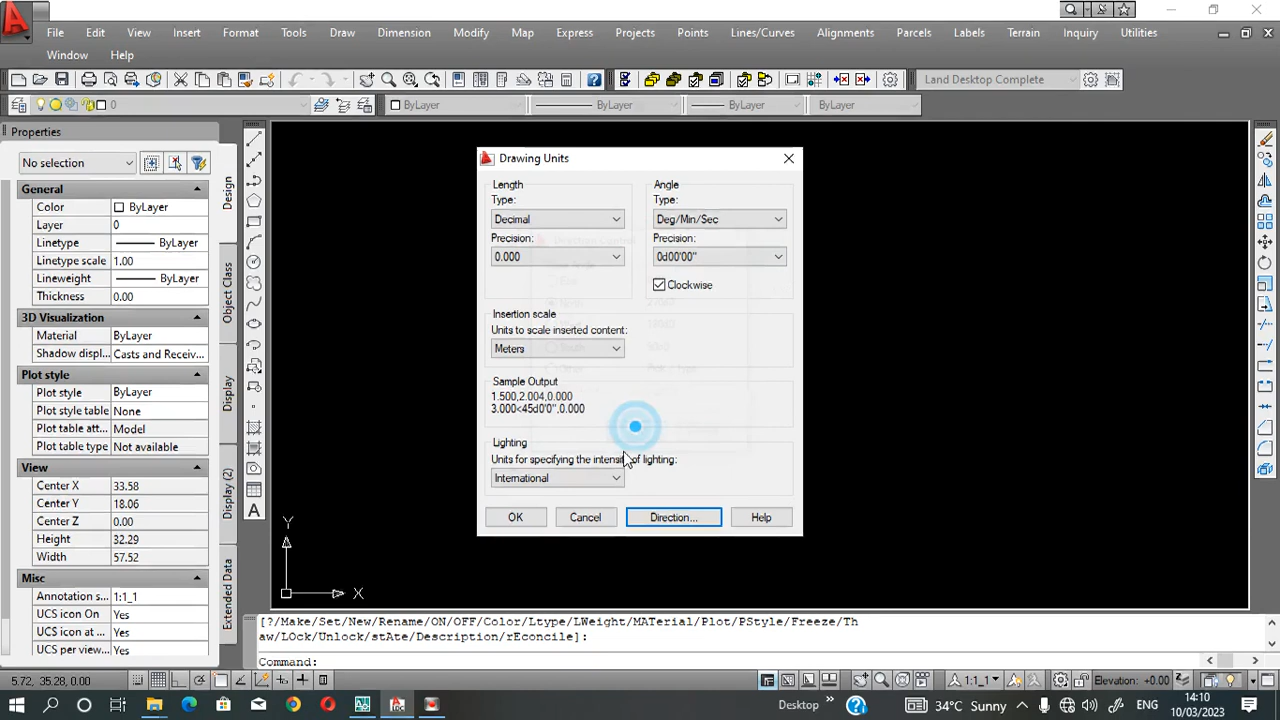 File Edit View Insert Format Tools Draw Dimension Modify Map Express Projects Points Lines/Curves Alignments Parcels Labels Terrain Inquiry Utilities
Window Help
Land Desktop Complete
0 ByLayer ByLayer ByLayer ByLayer
Properties
No selection
General
Color ByLayer
Layer 0
Linetype ByLayer
Linetype scale 1.00
Lineweight ByLayer
Thickness 0.00
3D Visualization
Material ByLayer
Shadow displ... Casts and Receiv...
Plot style
Plot style ByLayer
Plot style table None
Plot table att... Model
Plot table type Not available
View
Center X 33.58
Center Y 18.06
Center Z 0.00
Height 32.29
Width 57.52
Misc
Annotation s... 1:1_1
UCS icon On Yes
UCS icon at ... Yes
UCS per view... Yes
Design
Object Class
Display
Display (2)
Extended Data
Drawing Units
Length
Type:
Decimal
Precision:
0.000
Angle
Type:
Deg/Min/Sec
Precision:
0d00'00"
Clockwise
Insertion scale
Units to scale inserted content:
Meters
Sample Output
1.500,2.004,0.000
3.000<45d0'0",0.000
Lighting
Units for specifying the intensity of lighting:
International
OK Cancel Direction... Help
Y
X
[?/Make/Set/New/Rename/ON/OFF/Color/Ltype/LWeight/MATerial/Plot/PStyle/Freeze/Th
aw/LOck/Unlock/stAte/Description/rEconcile]:
Command:
5.72, 35.28, 0.00 1:1_1 Elevation: +0.00
Desktop 34°C Sunny ENG 14:10
10/03/2023